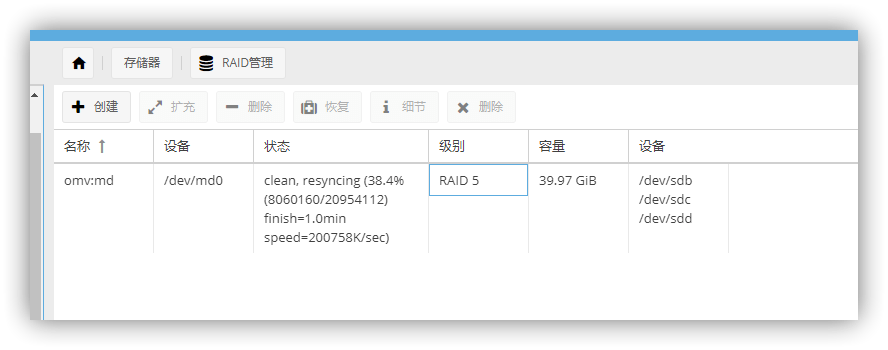 存储器 RAID管理
创建 扩充 删除 恢复 细节 删除
名称 设备 状态 级别 容量 设备
omv:md /dev/md0 clean, resyncing (38.4% RAID 5 39.97 GiB /dev/sdb
(8060160/20954112) /dev/sdc
finish=1.0min /dev/sdd
speed=200758K/sec)